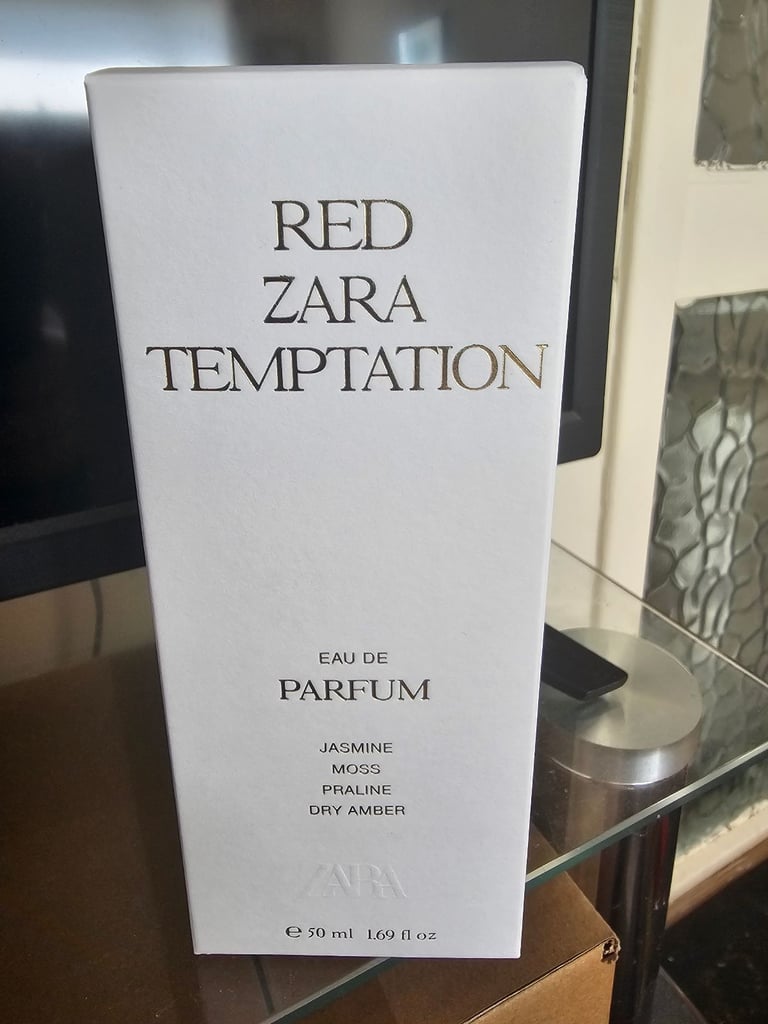 RED
ZARA
TEMPTATION
EAU DE
PARFUM
JASMINE
MOSS
PRALINE
DRY AMBER
ZARA
℮ 50 ml 1.69 fl oz